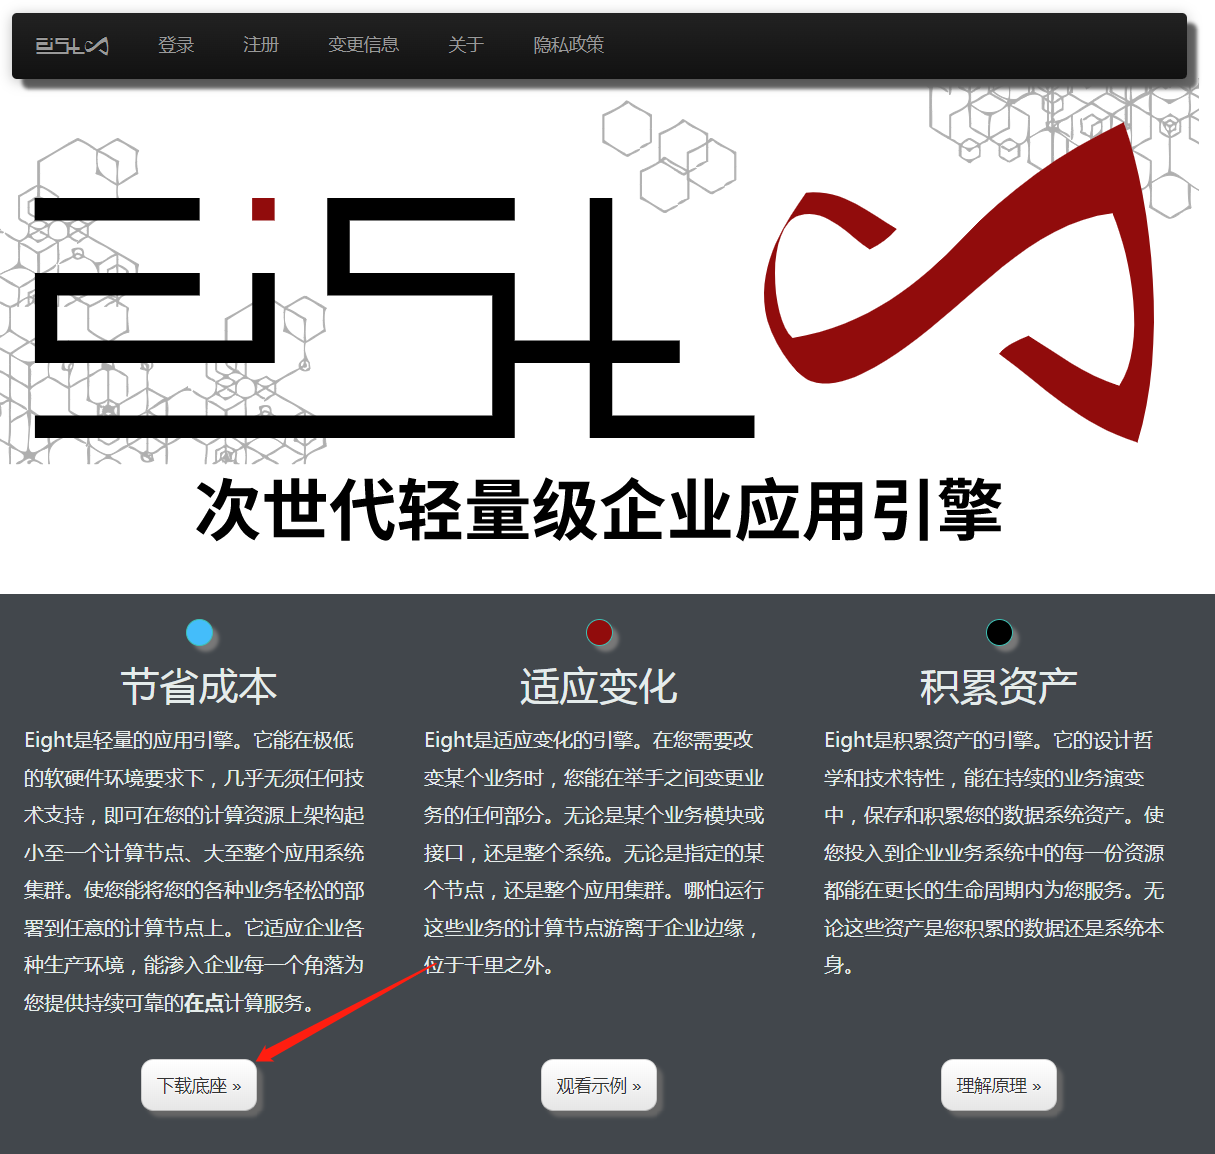 登录 注册 变更信息 关于 隐私政策
次世代轻量级企业应用引擎
节省成本
Eight是轻量的应用引擎。它能在极低
的软硬件环境要求下，几乎无须任何技
术支持，即可在您的计算资源上架构起
小至一个计算节点、大至整个应用系统
集群。使您能将您的各种业务轻松的部
署到任意的计算节点上。它适应企业各
种生产环境，能渗入企业每一个角落为
您提供持续可靠的在点计算服务。
下载底座 »
适应变化
Eight是适应变化的引擎。在您需要改
变某个业务时，您能在举手之间变更业
务的任何部分。无论是某个业务模块或
接口，还是整个系统。无论是指定的某
个节点，还是整个应用集群。哪怕运行
这些业务的计算节点游离于企业边缘，
位于千里之外。
观看示例 »
积累资产
Eight是积累资产的引擎。它的设计哲
学和技术特性，能在持续的业务演变
中，保存和积累您的数据系统资产。使
您投入到企业业务系统中的每一份资源
都能在更长的生命周期内为您服务。无
论这些资产是您积累的数据还是系统本
身。
理解原理 »